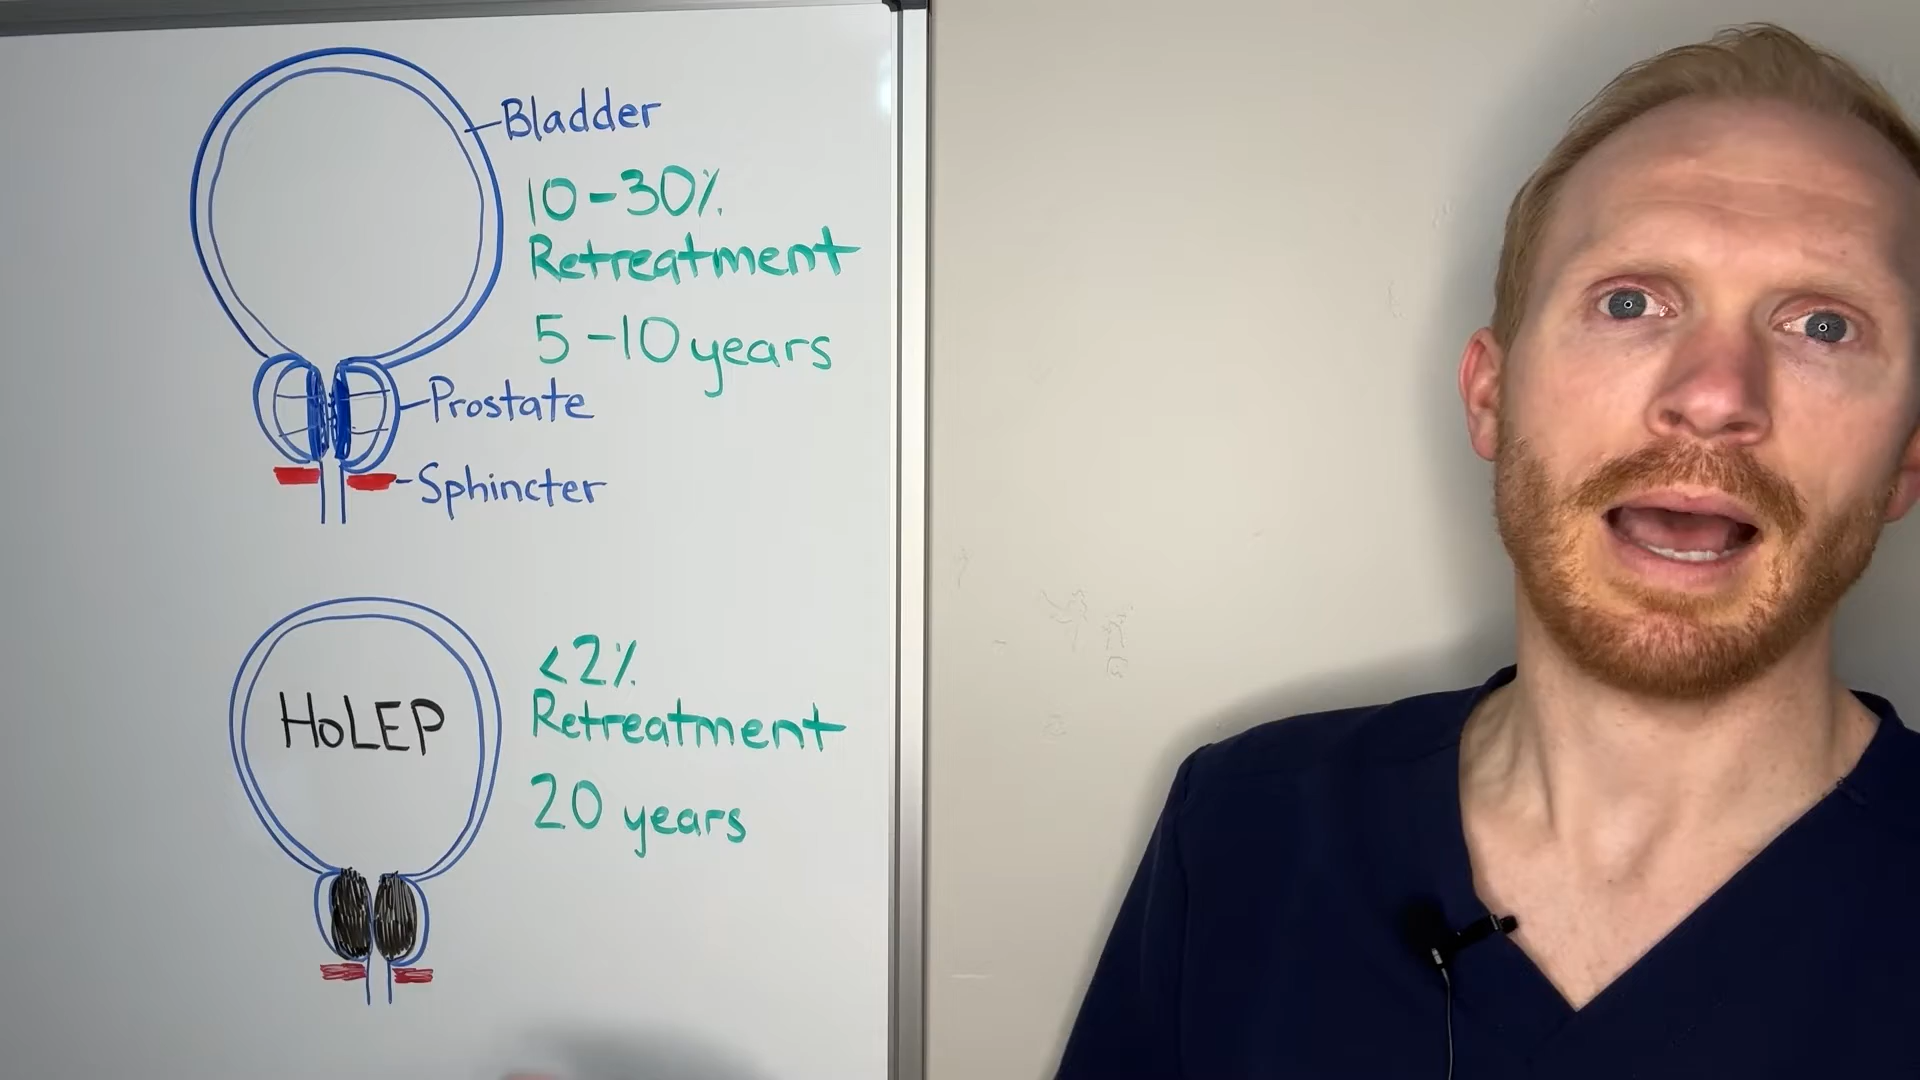 Bladder
10-30%
Retreatment
5-10 years
Prostate
Sphincter
HoLEP
<2%
Retreatment
20 years